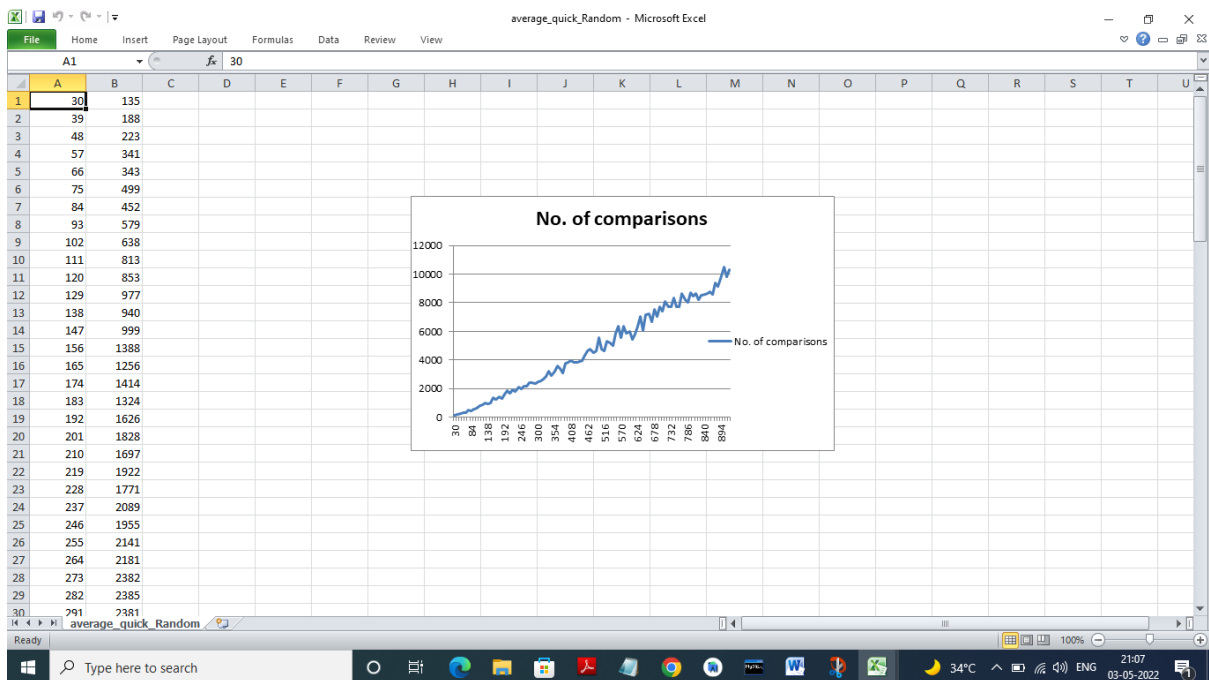 average_quick_Random - Microsoft Excel
File Home Insert Page Layout Formulas Data Review View
A1 fx 30
A B C D E F G H I J K L M N O P Q R S T U
1 30 135
2 39 188
3 48 223
4 57 341
5 66 343
6 75 499
7 84 452
8 93 579
9 102 638
10 111 813
11 120 853
12 129 977
13 138 940
14 147 999
15 156 1388
16 165 1256
17 174 1414
18 183 1324
19 192 1626
20 201 1828
21 210 1697
22 219 1922
23 228 1771
24 237 2089
25 246 1955
26 255 2141
27 264 2181
28 273 2382
29 282 2385
30 291 2381
No. of comparisons
12000
10000
8000
6000
4000
2000
0
No. of comparisons
30 84 138 192 246 300 354 408 462 516 570 624 678 732 786 840 894
average_quick_Random
Ready 100%
Type here to search 34°C ENG 21:07
03-05-2022 1